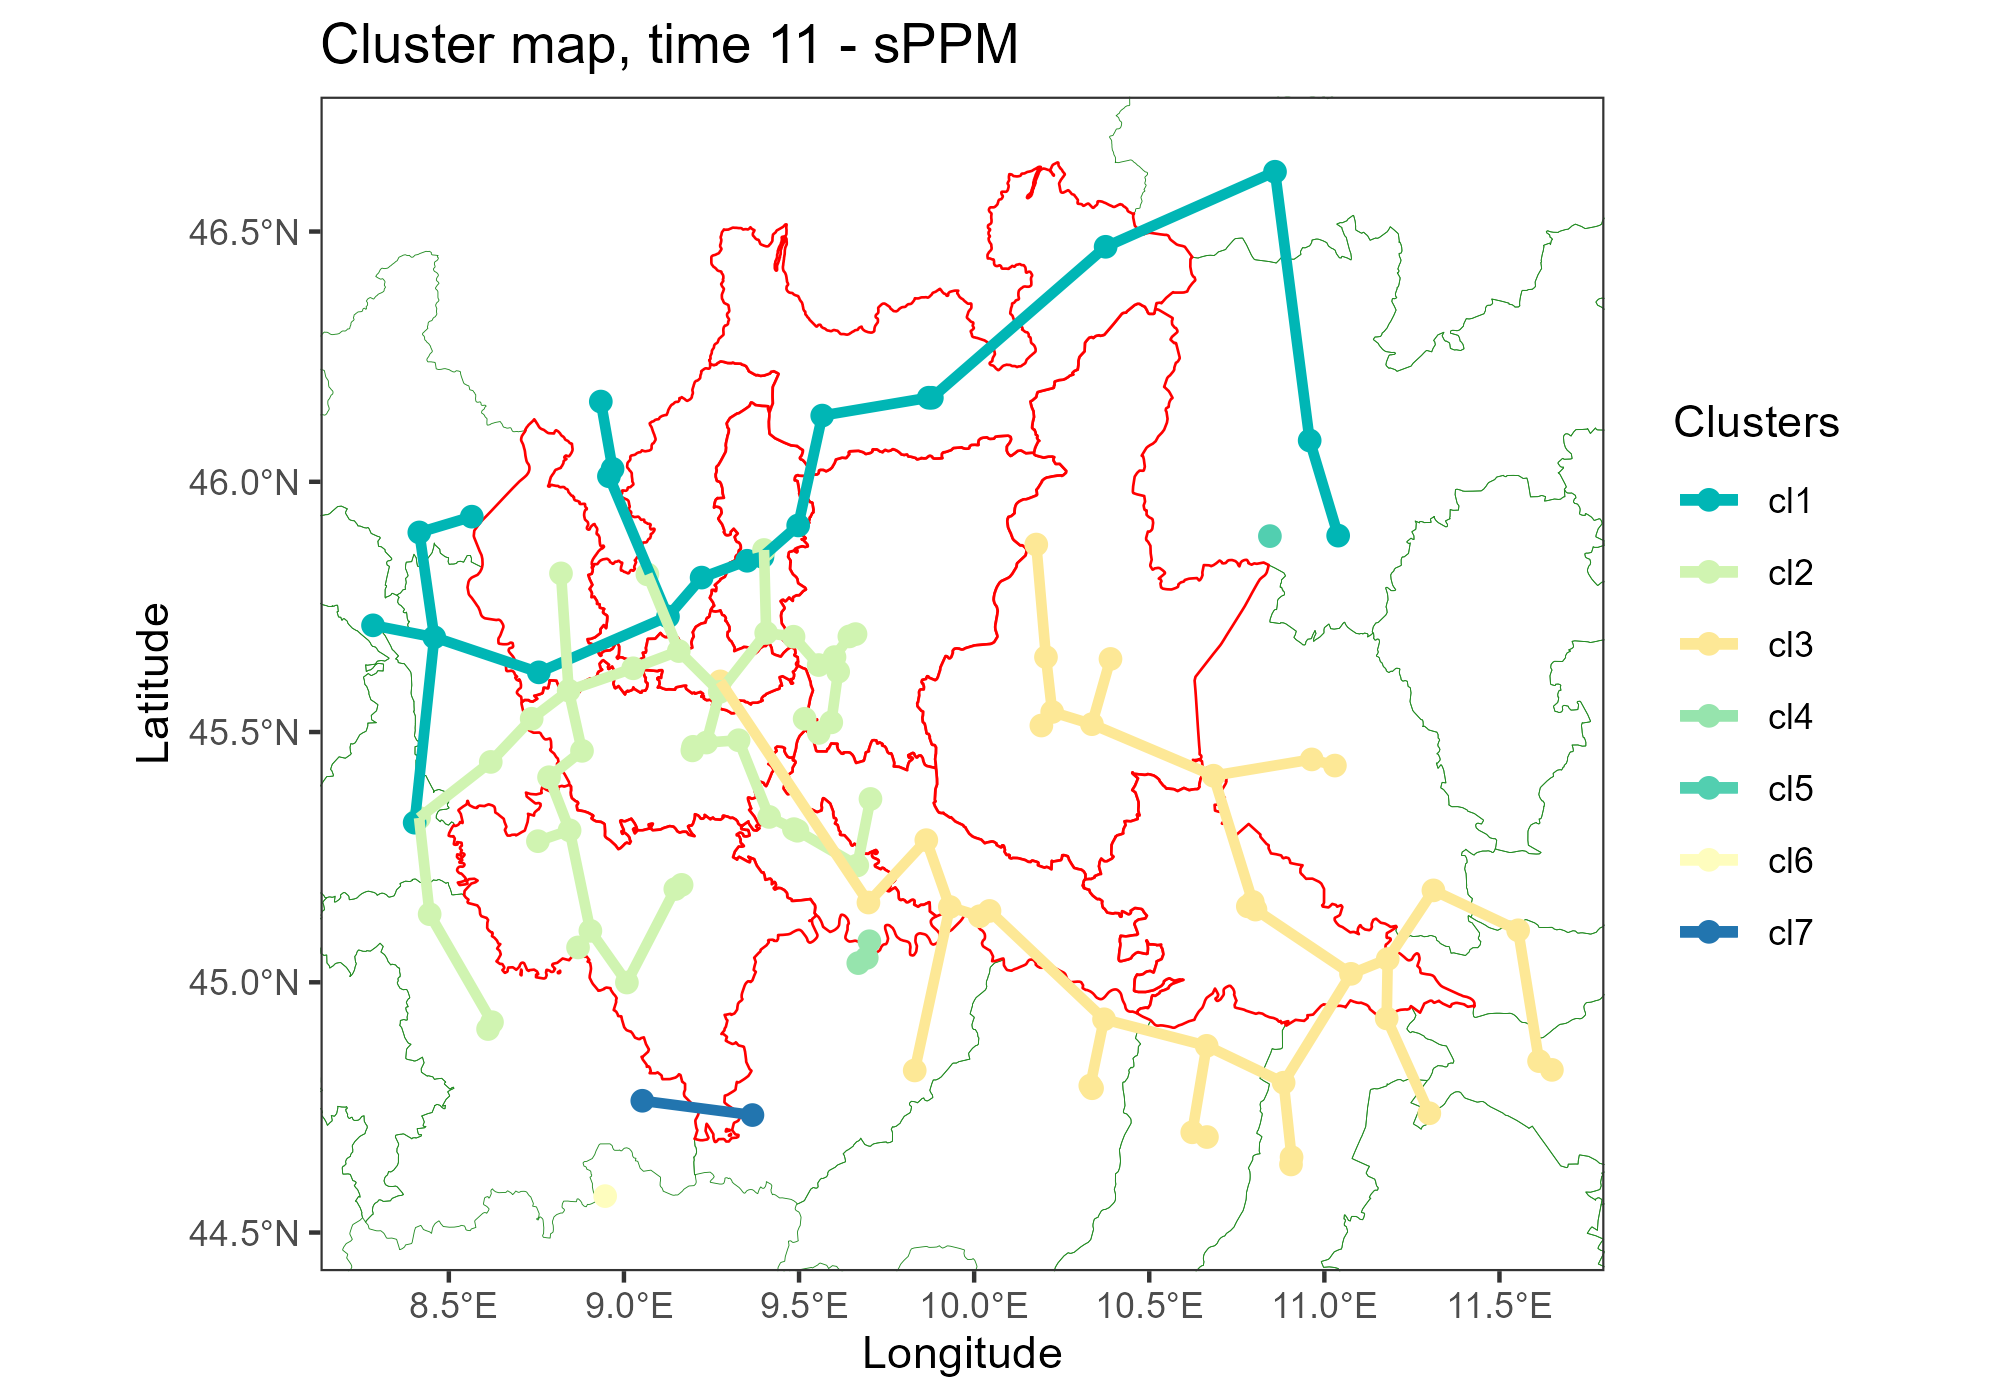 Cluster map, time 11 - sPPM
46.5°N
46.0°N
45.5°N
45.0°N
44.5°N
Latitude
8.5°E
9.0°E
9.5°E
10.0°E
10.5°E
11.0°E
11.5°E
Longitude
Clusters
cl1
cl2
cl3
cl4
cl5
cl6
cl7